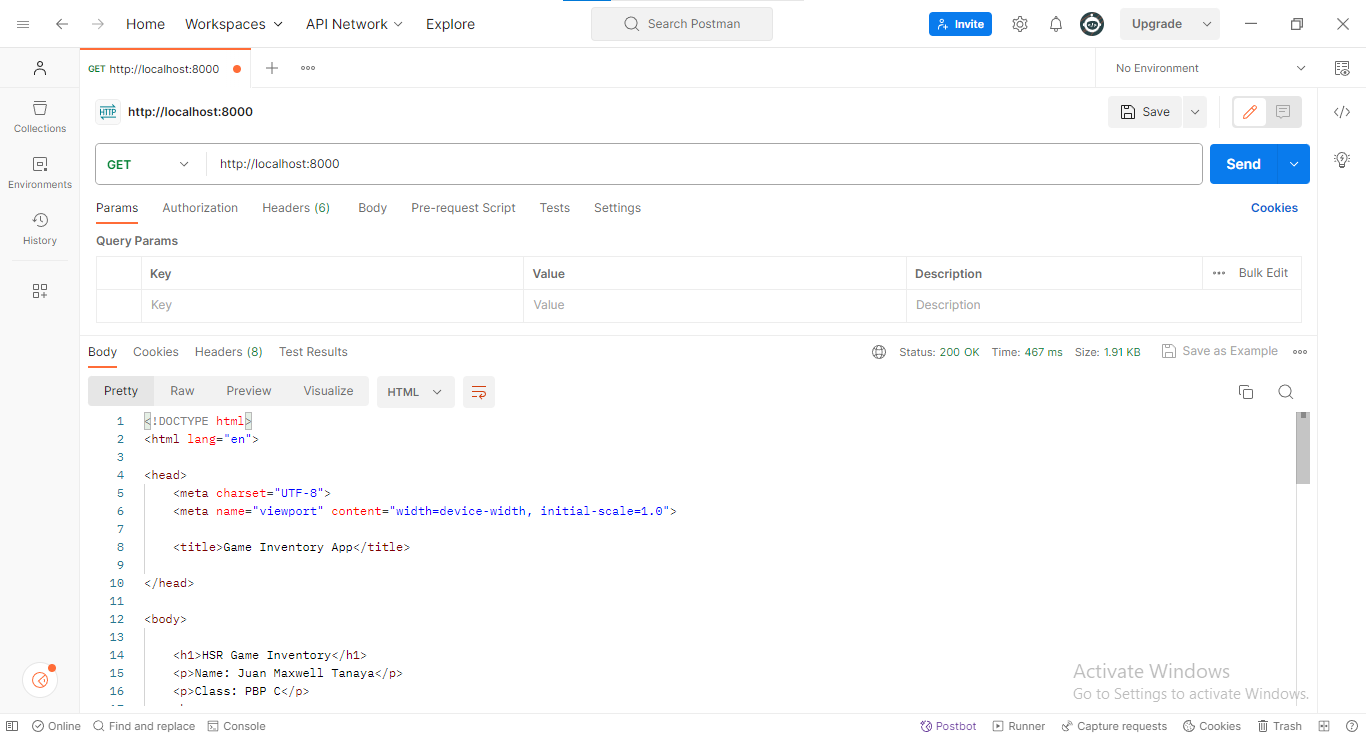 Home Workspaces API Network Explore Search Postman Invite Upgrade
GET http://localhost:8000 No Environment
http://localhost:8000 Save
Collections
GET http://localhost:8000 Send
Environments
Params Authorization Headers (6) Body Pre-request Script Tests Settings Cookies
History
Query Params
Key Value Description Bulk Edit
Key Value Description
Body Cookies Headers (8) Test Results Status: 200 OK Time: 467 ms Size: 1.91 KB Save as Example
Pretty Raw Preview Visualize HTML
1 <!DOCTYPE html>
2 <html lang="en">
3
4 <head>
5 <meta charset="UTF-8">
6 <meta name="viewport" content="width=device-width, initial-scale=1.0">
7
8 <title>Game Inventory App</title>
9
10 </head>
11
12 <body>
13
14 <h1>HSR Game Inventory</h1>
15 <p>Name: Juan Maxwell Tanaya</p>
16 <p>Class: PBP C</p>
Activate Windows
Go to Settings to activate Windows.
Online Find and replace Console Postbot Runner Capture requests Cookies Trash